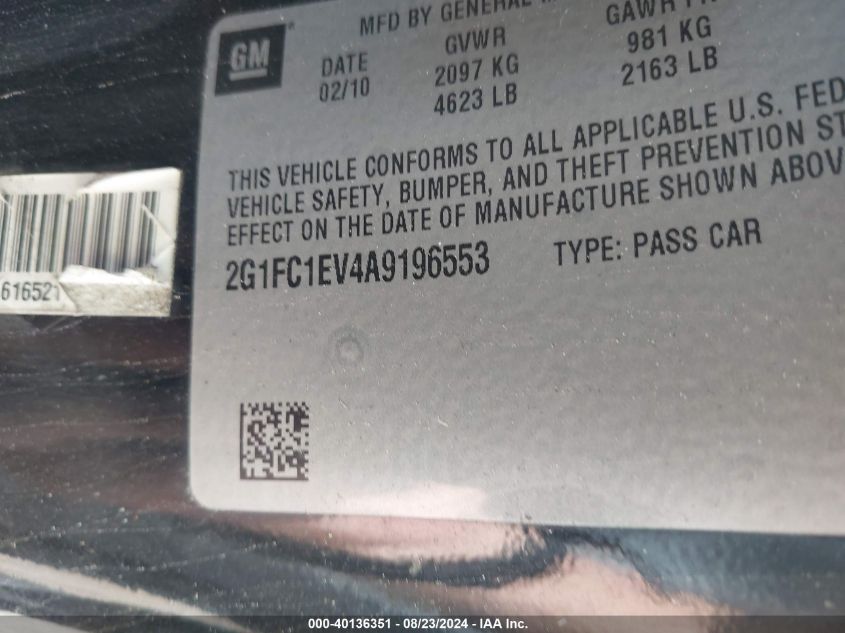 GM
MFD BY GENERAL
DATE GVWR GAWR
02/10 2097 KG 981 KG
4623 LB 2163 LB
THIS VEHICLE CONFORMS TO ALL APPLICABLE U.S. FED
VEHICLE SAFETY, BUMPER, AND THEFT PREVENTION ST
EFFECT ON THE DATE OF MANUFACTURE SHOWN ABOV
2G1FC1EV4A9196553 TYPE: PASS CAR
616521
000-40136351 - 08/23/2024 - IAA Inc.